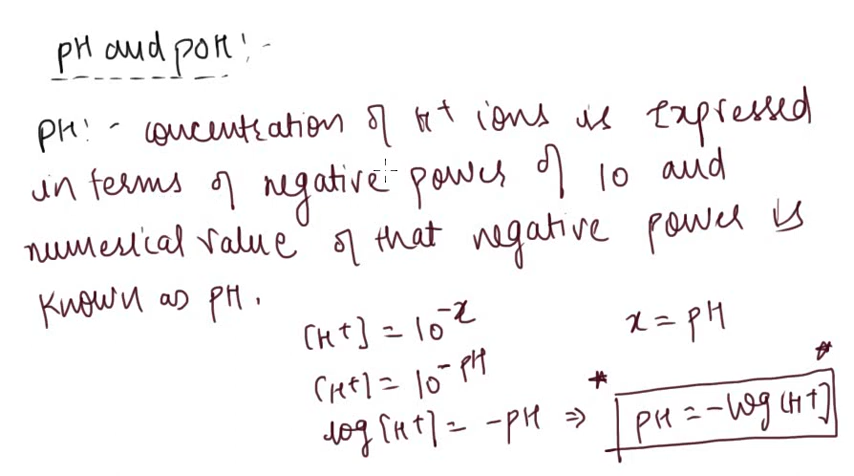 pH and pOH :-
PH :- concentration of H+ ions is expressed
in terms of negative power of 10 and
numerical value of that negative power is
known as pH.
[H+] = 10^-x x = pH
[H+] = 10^-pH
log [H+] = -pH ⇒ * pH = -log [H+] *